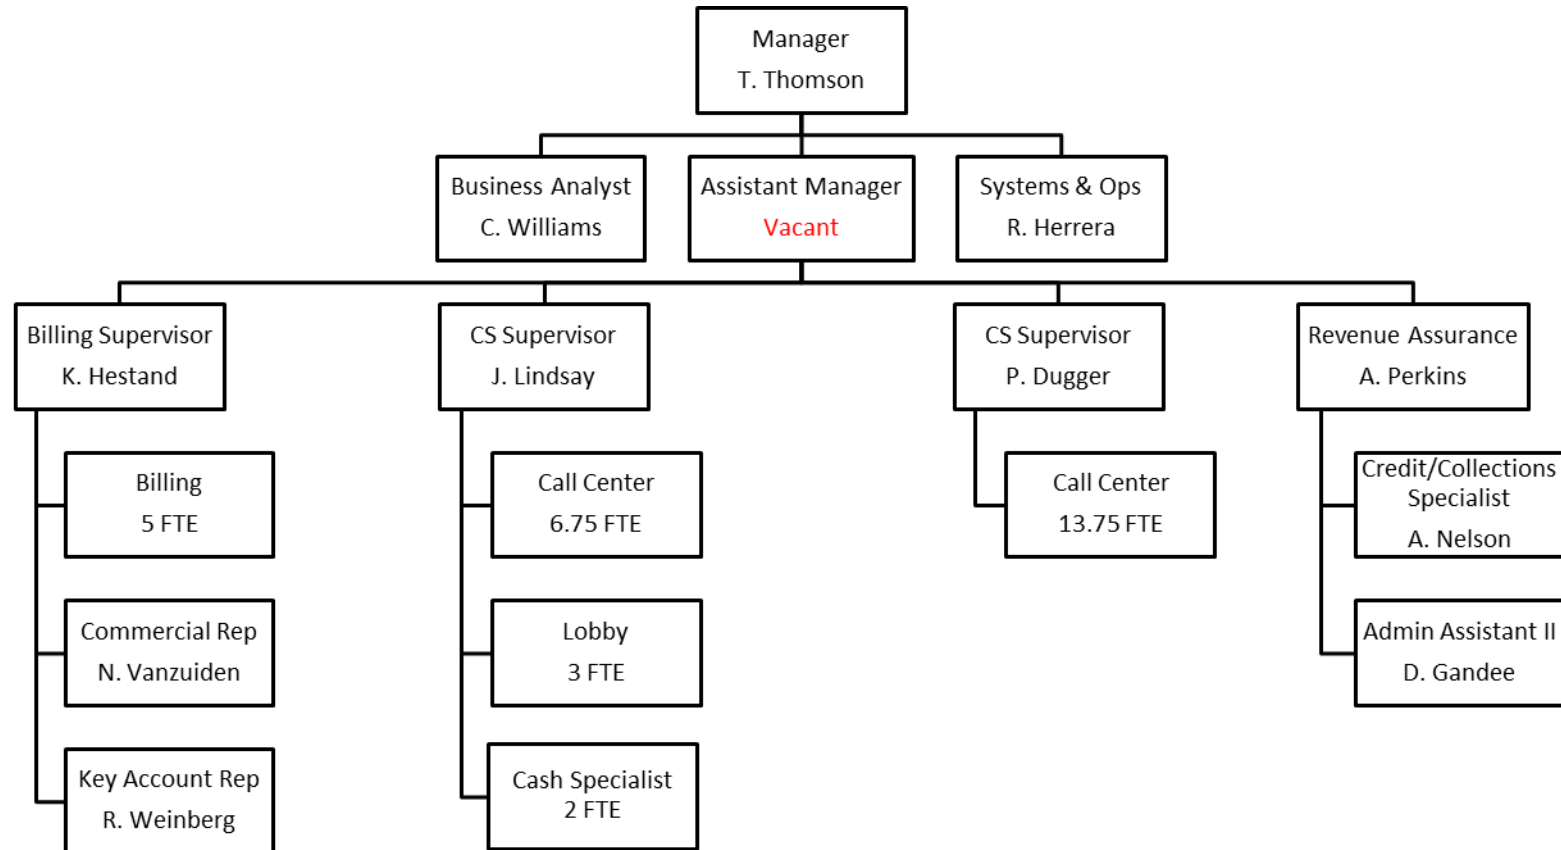 Manager
T. Thomson
Business Analyst
C. Williams
Assistant Manager
Vacant
Systems & Ops
R. Herrera
Billing Supervisor
K. Hestand
CS Supervisor
J. Lindsay
CS Supervisor
P. Dugger
Revenue Assurance
A. Perkins
Billing
5 FTE
Call Center
6.75 FTE
Call Center
13.75 FTE
Credit/Collections
Specialist
A. Nelson
Commercial Rep
N. Vanzuiden
Lobby
3 FTE
Admin Assistant II
D. Gandee
Key Account Rep
R. Weinberg
Cash Specialist
2 FTE